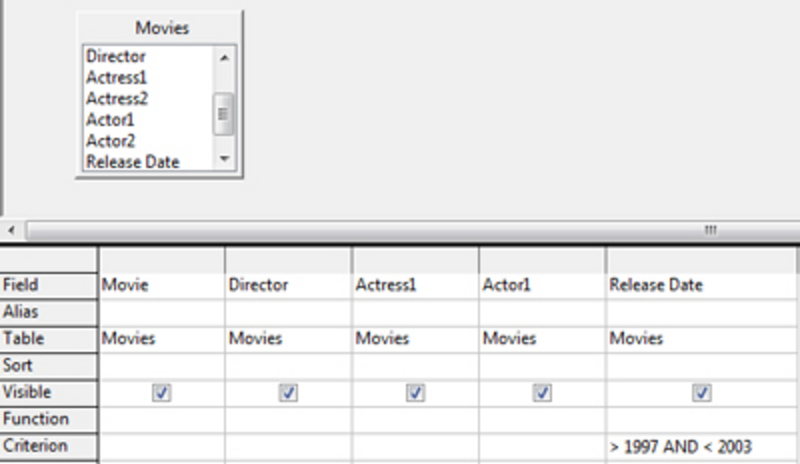 Movies
Director
Actress1
Actress2
Actor1
Actor2
Release Date
Field Movie Director Actress1 Actor1 Release Date
Alias
Table Movies Movies Movies Movies Movies
Sort
Visible
Function
Criterion > 1997 AND < 2003